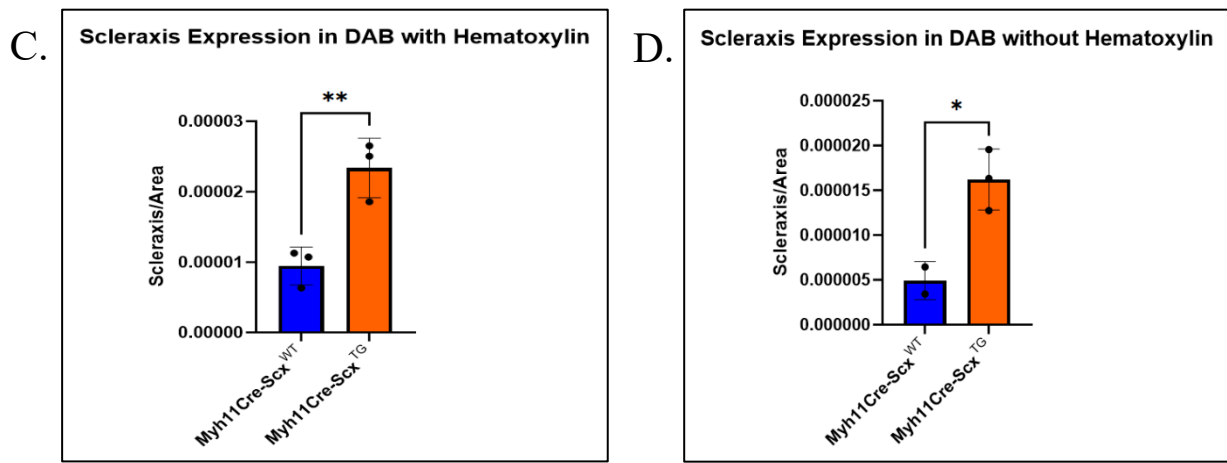 C.
Scleraxis Expression in DAB with Hematoxylin
**
0.00003
0.00002
0.00001
0.00000
Scleraxis/Area
Myh11Cre-Scx^WT
Myh11Cre-Scx^TG
D.
Scleraxis Expression in DAB without Hematoxylin
*
0.000025
0.000020
0.000015
0.000010
0.000005
0.000000
Scleraxis/Area
Myh11Cre-Scx^WT
Myh11Cre-Scx^TG